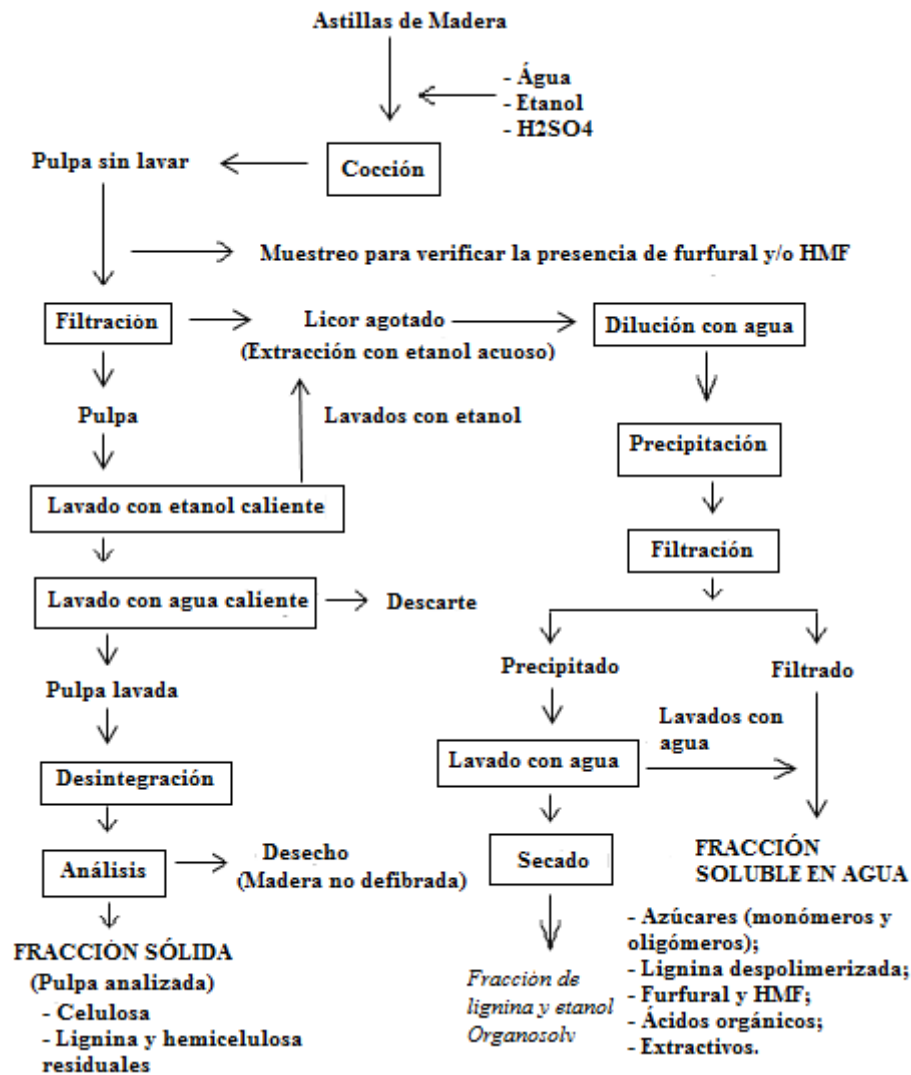 Astillas de Madera
- Água
- Etanol
- H2SO4
Pulpa sin lavar
Cocción
Muestreo para verificar la presencia de furfural y/o HMF
Filtración
Licor agotado
(Extracción con etanol acuoso)
Dilución con agua
Pulpa
Lavados con etanol
Precipitación
Lavado con etanol caliente
Filtración
Lavado con agua caliente
Descarte
Precipitado
Filtrado
Pulpa lavada
Lavados con
agua
Lavado con agua
Desintegración
Análisis
Desecho
(Madera no defibrada)
Secado
FRACCIÓN
SOLUBLE EN AGUA
FRACCIÓN SÓLIDA
(Pulpa analizada)
- Celulosa
- Lignina y hemicelulosa
residuales
Fracción de
lignina y etanol
Organosolv
- Azúcares (monómeros y
oligómeros);
- Lignina despolimerizada;
- Furfural y HMF;
- Ácidos orgánicos;
- Extractivos.